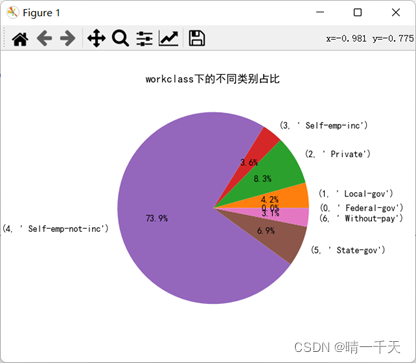 Figure 1
x=-0.981 y=-0.775
workclass下的不同类别占比
(3, ' Self-emp-inc')
(2, ' Private')
3.6%
8.3%
(1, ' Local-gov')
4.2%
(0, ' Federal-gov')
0.0%
(6, ' Without-pay')
3.1%
73.9%
(4, ' Self-emp-not-inc')
6.9%
(5, ' State-gov')
CSDN @晴一千天